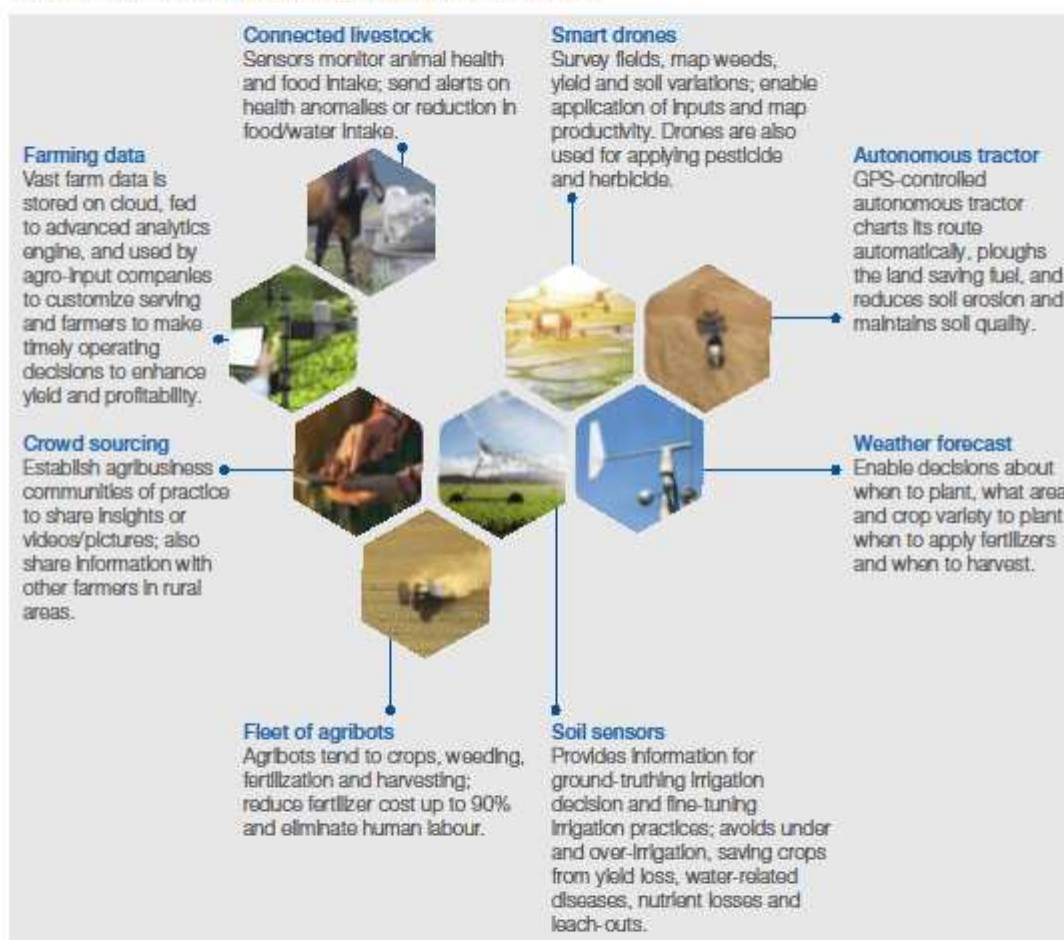 Connected livestock
Sensors monitor animal health
and food intake; send alerts on
health anomalies or reduction in
food/water intake.
Smart drones
Survey fields, map weeds,
yield and soil variations; enable
application of inputs and map
productivity. Drones are also
used for applying pesticide
and herbicide.
Farming data
Vast farm data is
stored on cloud, fed
to advanced analytics
engine, and used by
agro-input companies
to customize serving
and farmers to make
timely operating
decisions to enhance
yield and profitability.
Autonomous tractor
GPS-controlled
autonomous tractor
charts its route
automatically, ploughs
the land saving fuel, and
reduces soil erosion and
maintains soil quality.
Crowd sourcing
Establish agribusiness
communities of practice
to share insights or
videos/pictures; also
share information with
other farmers in rural
areas.
Weather forecast
Enable decisions about
when to plant, what area
and crop variety to plant
when to apply fertilizers
and when to harvest.
Fleet of agribots
Agribots tend to crops, weeding,
fertilization and harvesting;
reduce fertilizer cost up to 90%
and eliminate human labour.
Soil sensors
Provides information for
ground-truthing irrigation
decision and fine-tuning
irrigation practices; avoids under
and over-irrigation, saving crops
from yield loss, water-related
diseases, nutrient losses and
leach-outs.